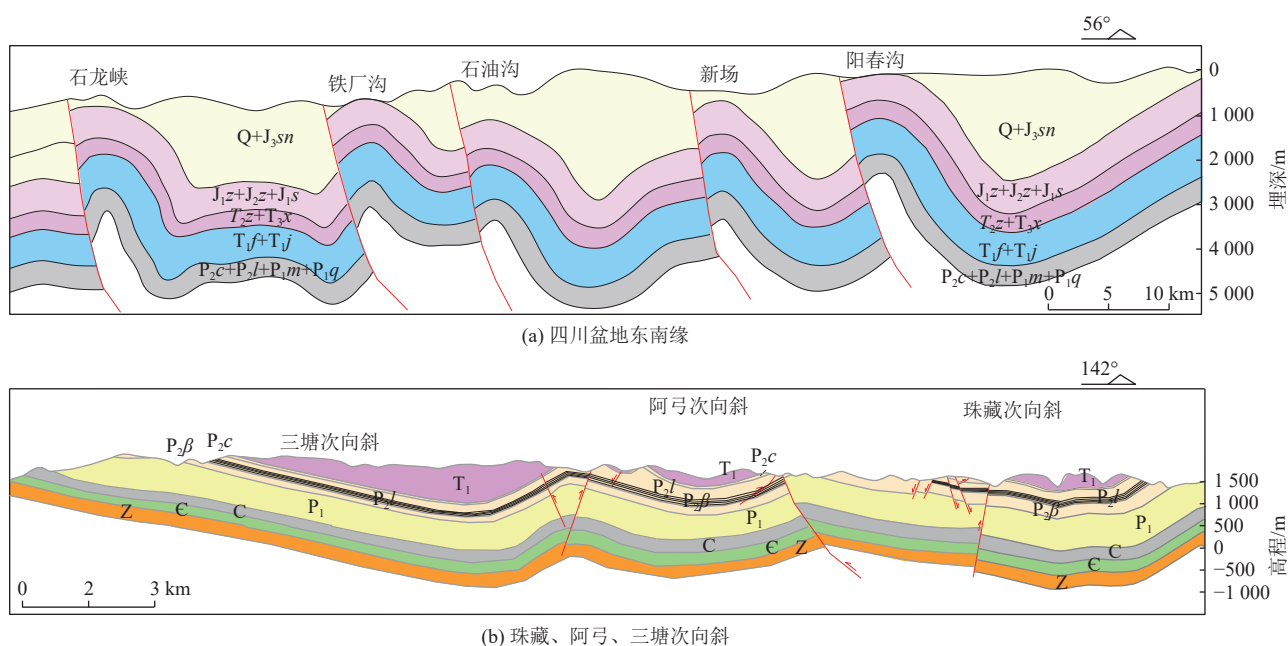 56°
石龙峡
铁厂沟
石油沟
新场
阳春沟
0
1 000
2 000
3 000
4 000
5 000
埋深/m
Q+J₃sn
Q+J₃sn
J₁z+J₂z+J₁s
T₂z+T₃x
T₁f+T₁j
P₂c+P₂l+P₁m+P₁q
J₁z+J₂z+J₁s
T₂z+T₃x
T₁f+T₁j
P₂c+P₂l+P₁m+P₁q
0 5 10 km
(a) 四川盆地东南缘
142°
三塘次向斜
阿弓次向斜
珠藏次向斜
P₂β
P₂c
T₁
P₂l
P₁
Z
Є
C
P₂l
P₂β
T₁
P₂c
P₁
C
Є
Z
T₁
P₂l
P₂β
P₁
C
Є
Z
1 500
1 000
500
0
−500
−1 000
高程/m
0 2 3 km
(b) 珠藏、阿弓、三塘次向斜